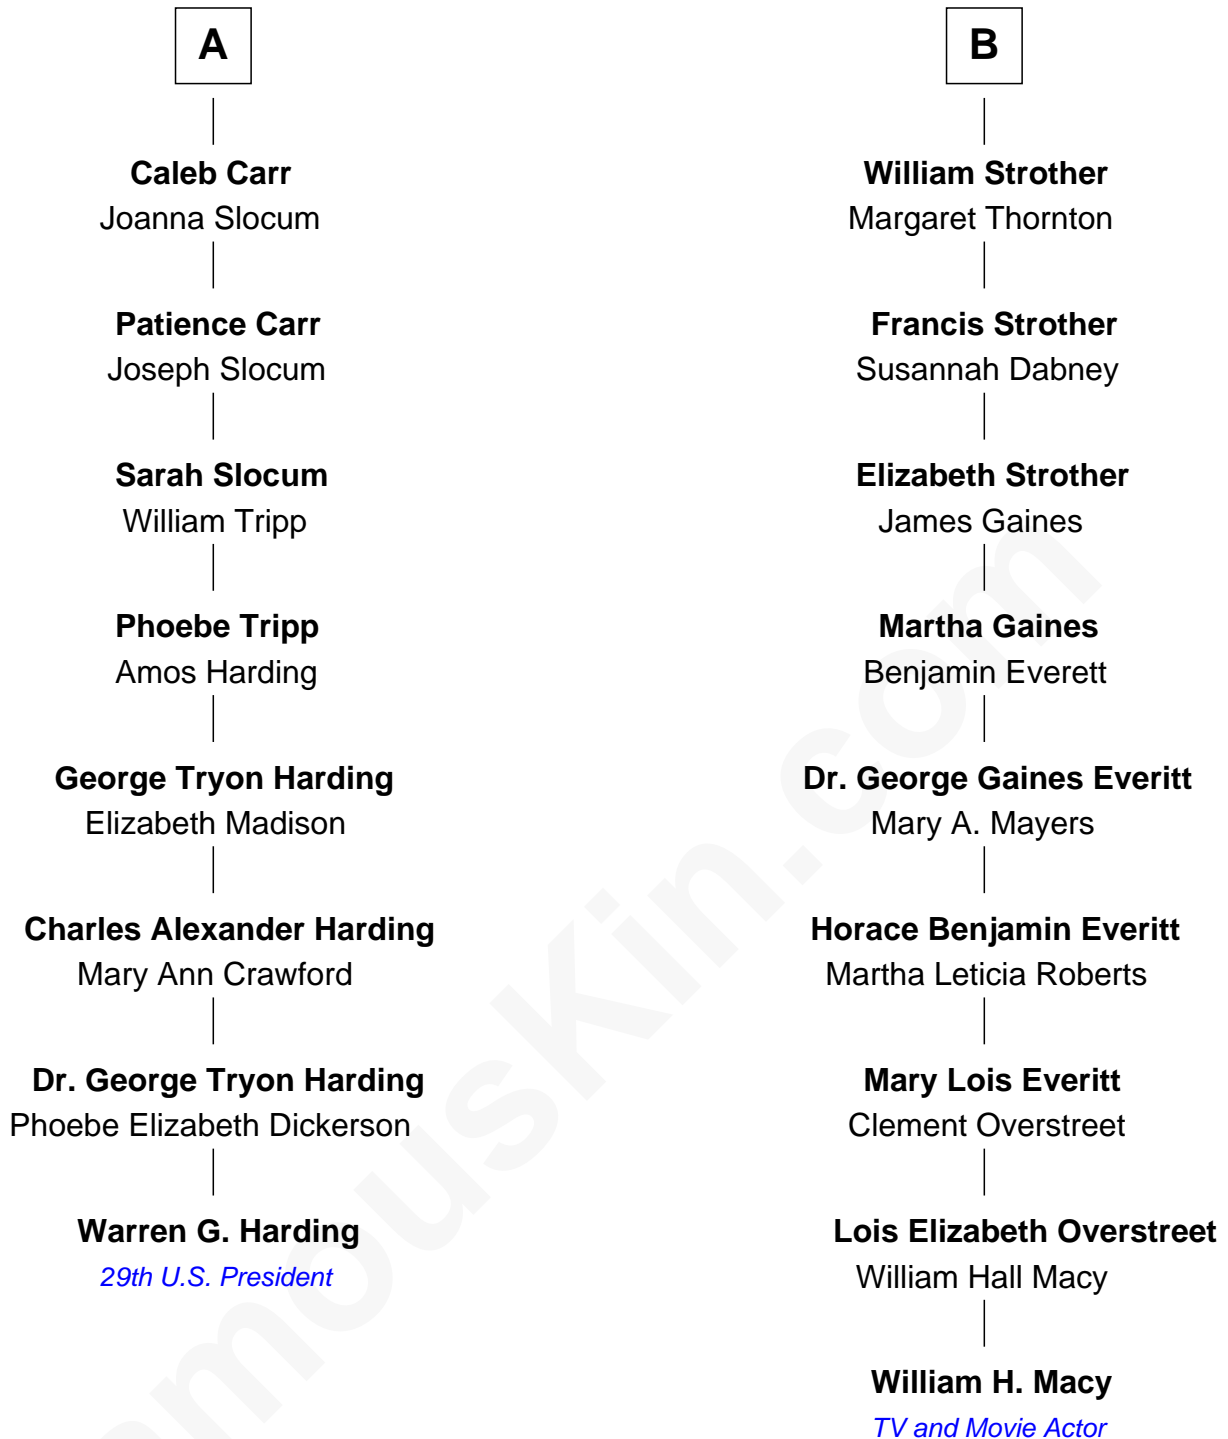 A
Caleb Carr
Joanna Slocum
Patience Carr
Joseph Slocum
Sarah Slocum
William Tripp
Phoebe Tripp
Amos Harding
George Tryon Harding
Elizabeth Madison
Charles Alexander Harding
Mary Ann Crawford
Dr. George Tryon Harding
Phoebe Elizabeth Dickerson
Warren G. Harding
29th U.S. President
B
William Strother
Margaret Thornton
Francis Strother
Susannah Dabney
Elizabeth Strother
James Gaines
Martha Gaines
Benjamin Everett
Dr. George Gaines Everitt
Mary A. Mayers
Horace Benjamin Everitt
Martha Leticia Roberts
Mary Lois Everitt
Clement Overstreet
Lois Elizabeth Overstreet
William Hall Macy
William H. Macy
TV and Movie Actor
mousKin.com